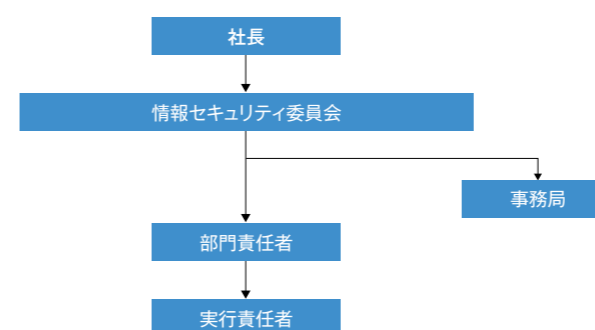 社長
情報セキュリティ委員会
事務局
部門責任者
実行責任者